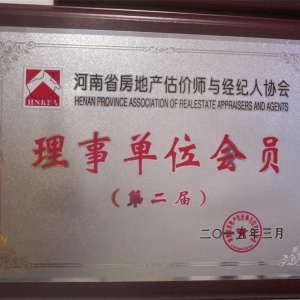 HNREA
河南省房地产估价师与经纪人协会
HENAN PROVINCE ASSOCIATION OF REALESTATE APPRAISERS AND AGENTS
理事单位会员
(第二届)
二〇一五年三月